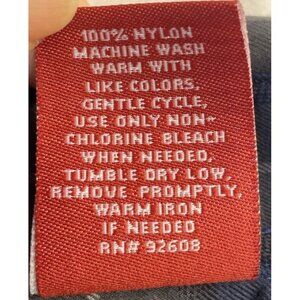 100% NYLON
MACHINE WASH
WARM WITH
LIKE COLORS,
GENTLE CYCLE,
USE ONLY NON-
CHLORINE BLEACH
WHEN NEEDED,
TUMBLE DRY LOW,
REMOVE PROMPTLY,
WARM IRON
IF NEEDED
RN# 92608